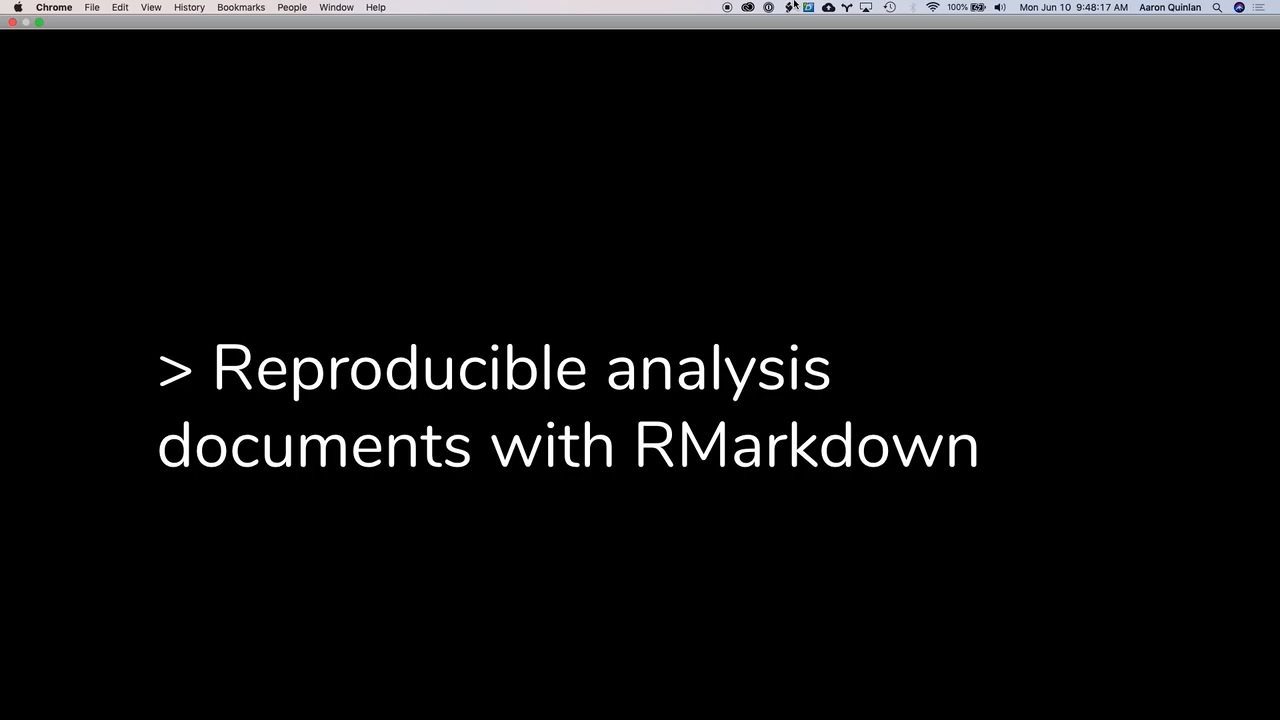 Chrome File Edit View History Bookmarks People Window Help 100% Mon Jun 10 9:48:17 AM Aaron Quinlan
> Reproducible analysis
documents with RMarkdown